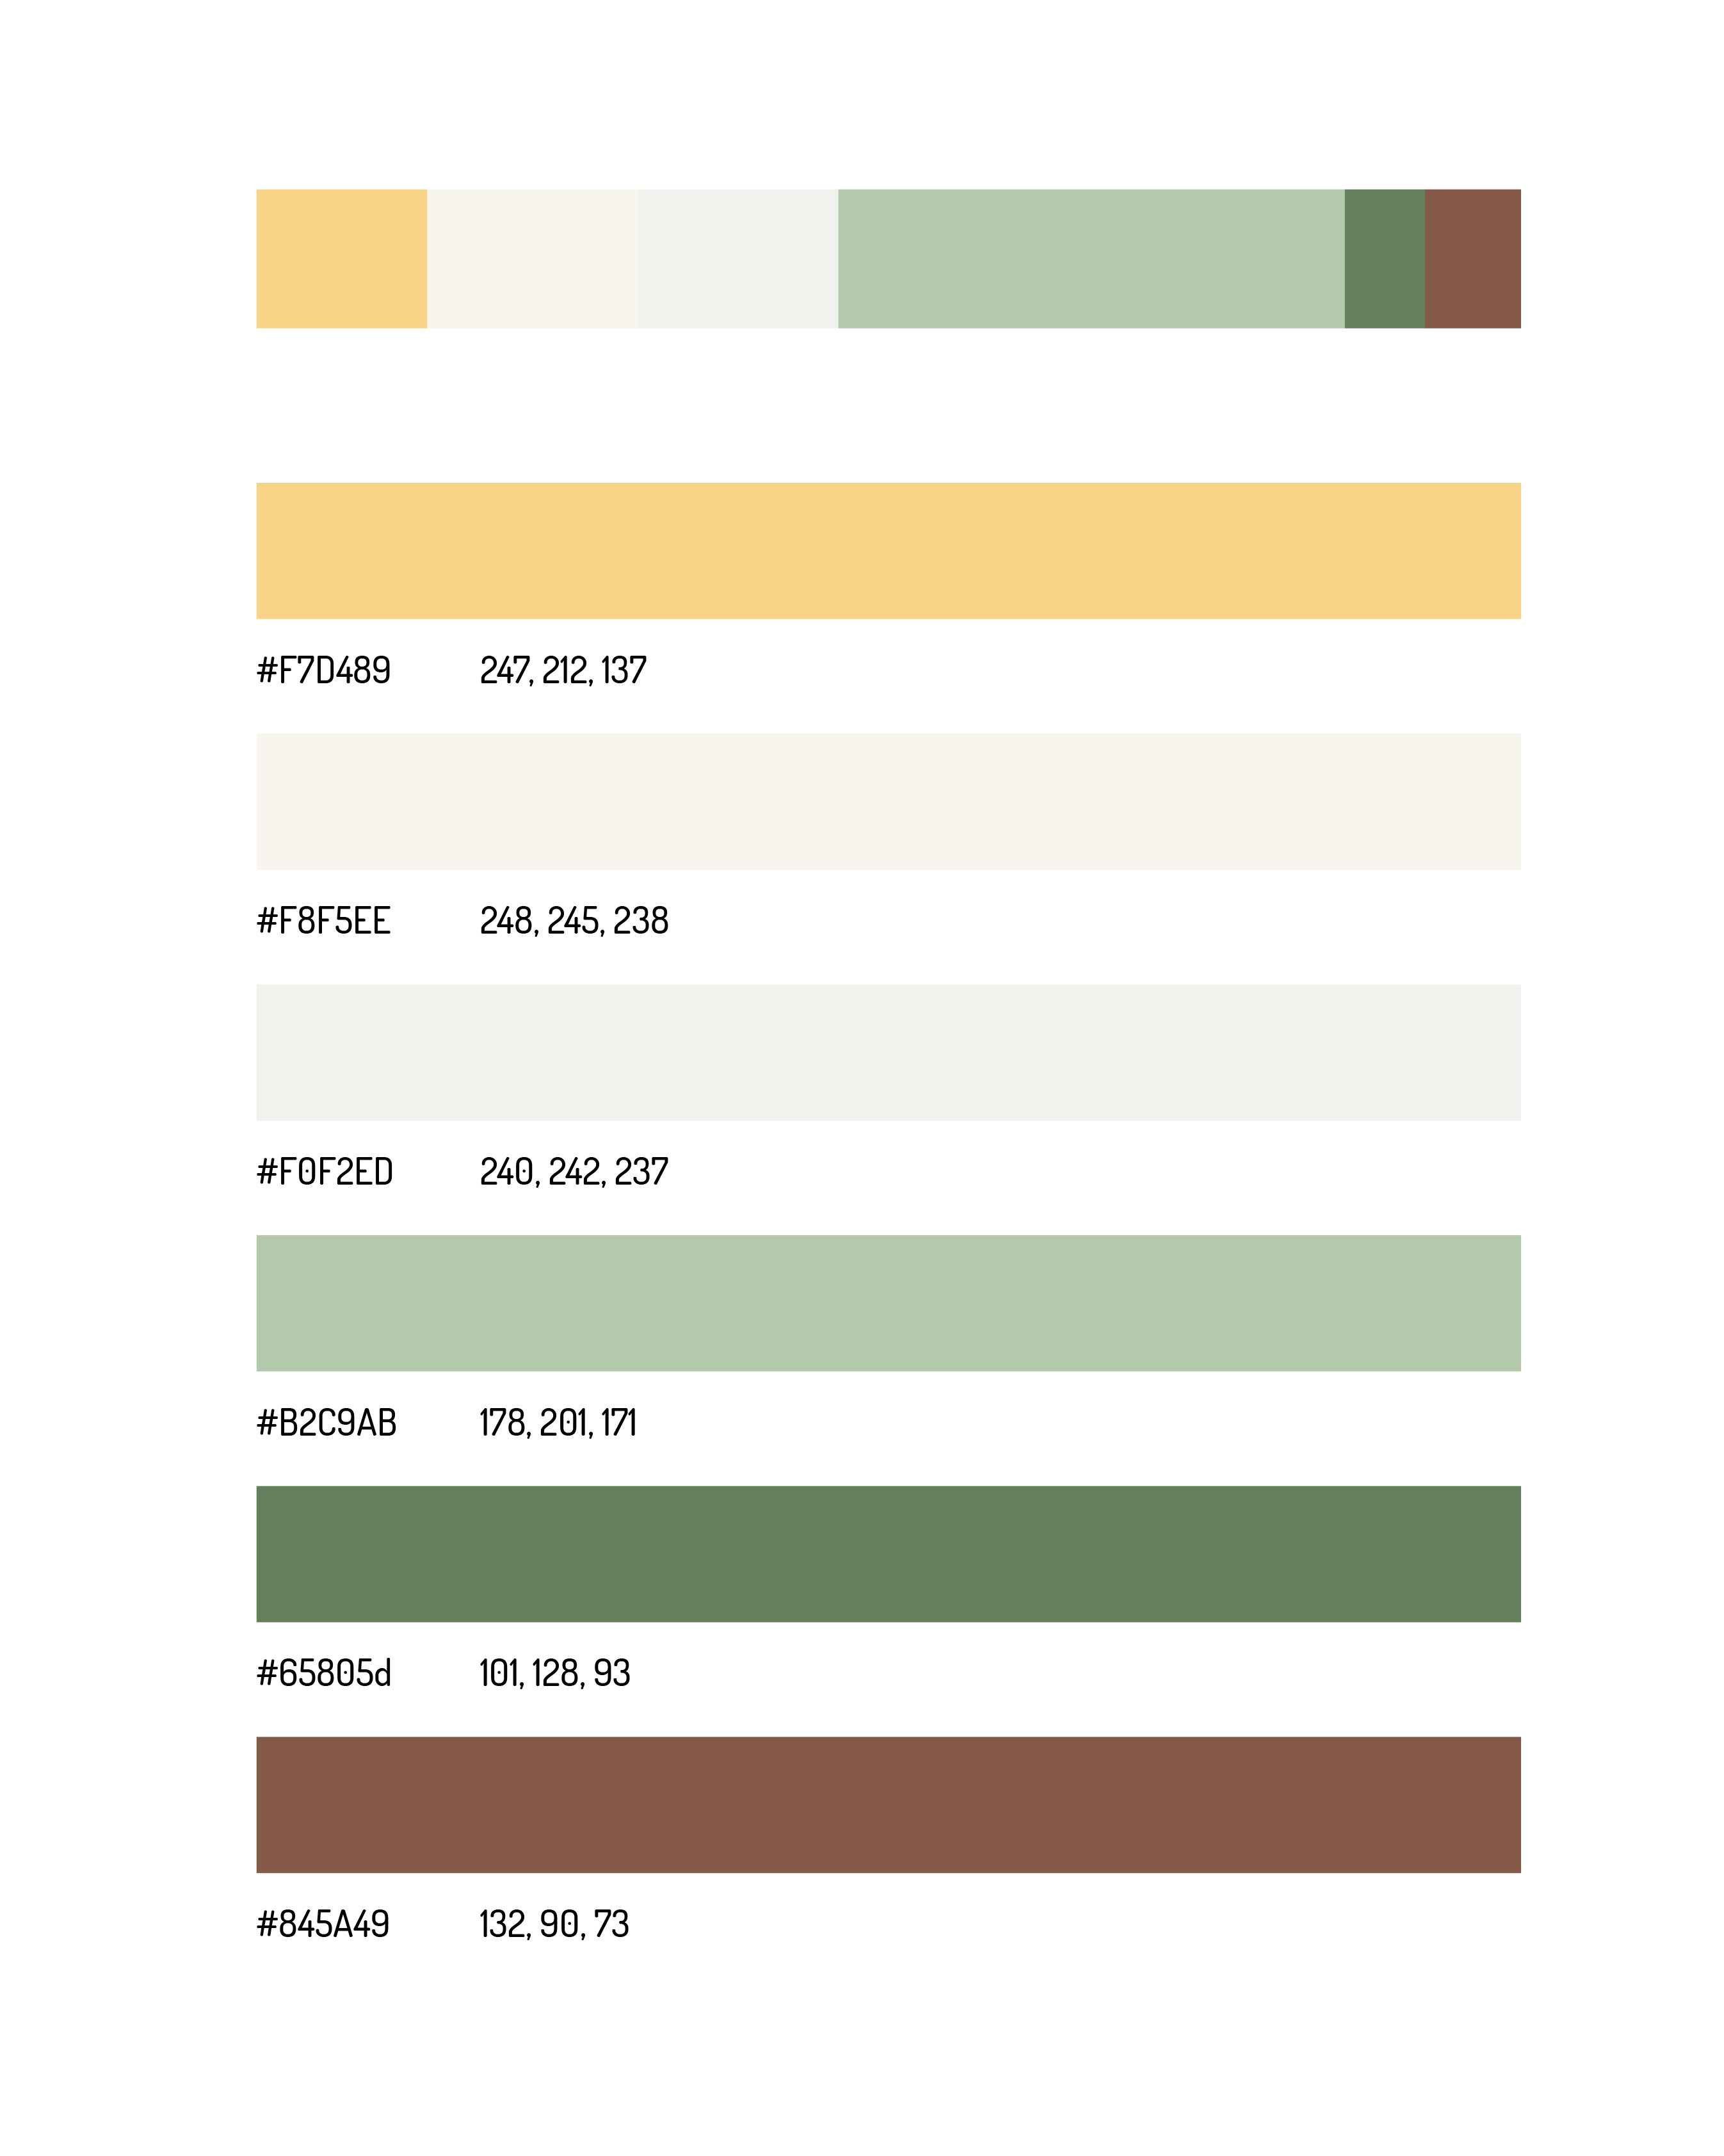 #F7D489 247, 212, 137
#F8F5EE 248, 245, 238
#F0F2ED 240, 242, 237
#B2C9AB 178, 201, 171
#65805d 101, 128, 93
#845A49 132, 90, 73